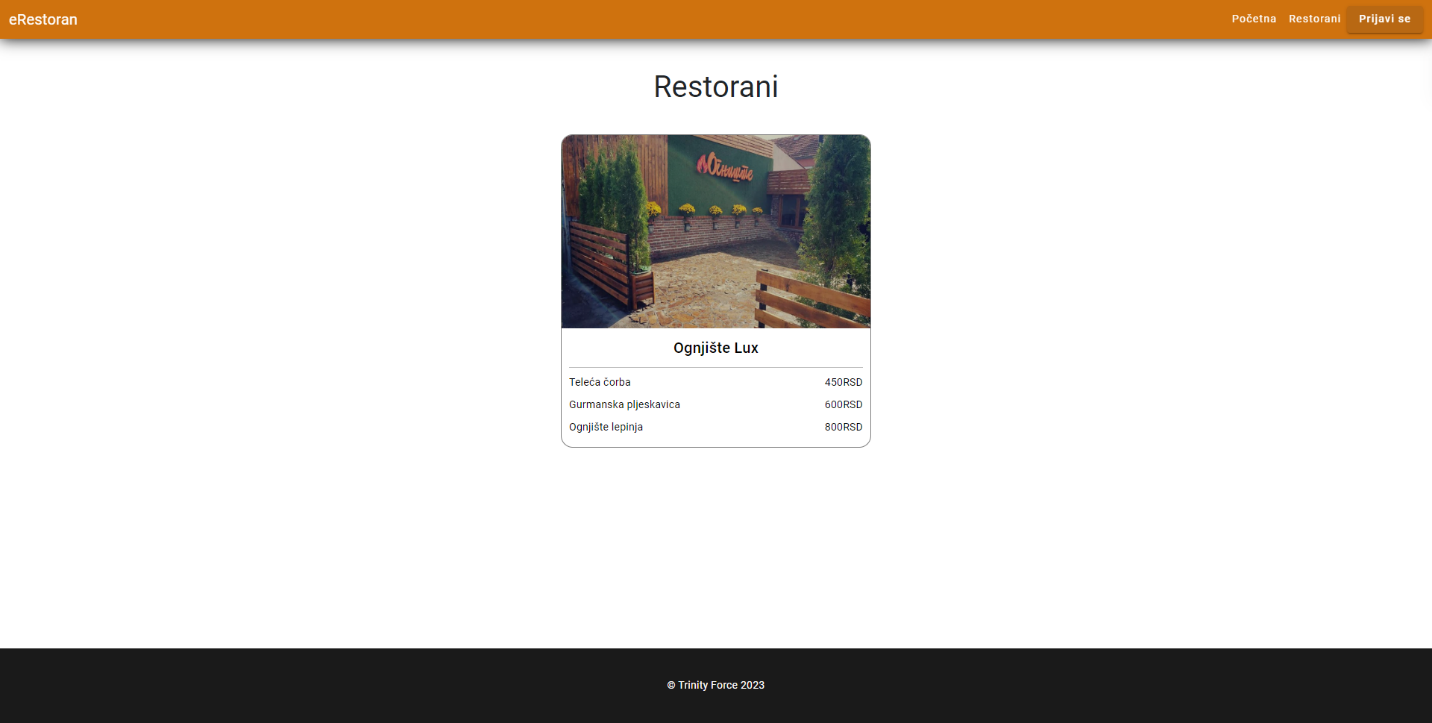 eRestoran
Početna Restorani Prijavi se
Restorani
Огњиште
Ognjište Lux
Teleća čorba 450RSD
Gurmanska pljeskavica 600RSD
Ognjište lepinja 800RSD
© Trinity Force 2023